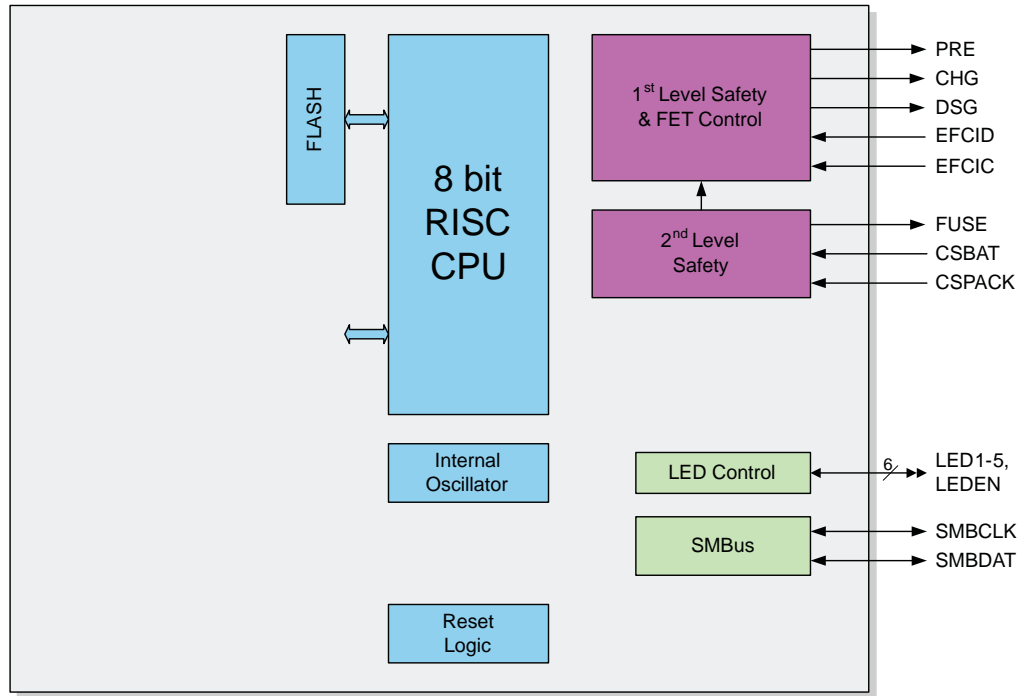 FLASH
8 bit
RISC
CPU
1st Level Safety
& FET Control
PRE
CHG
DSG
EFCID
EFCIC
2nd Level
Safety
FUSE
CSBAT
CSPACK
Internal
Oscillator
LED Control
6
LED1-5,
LEDEN
SMBus
SMBCLK
SMBDAT
Reset
Logic